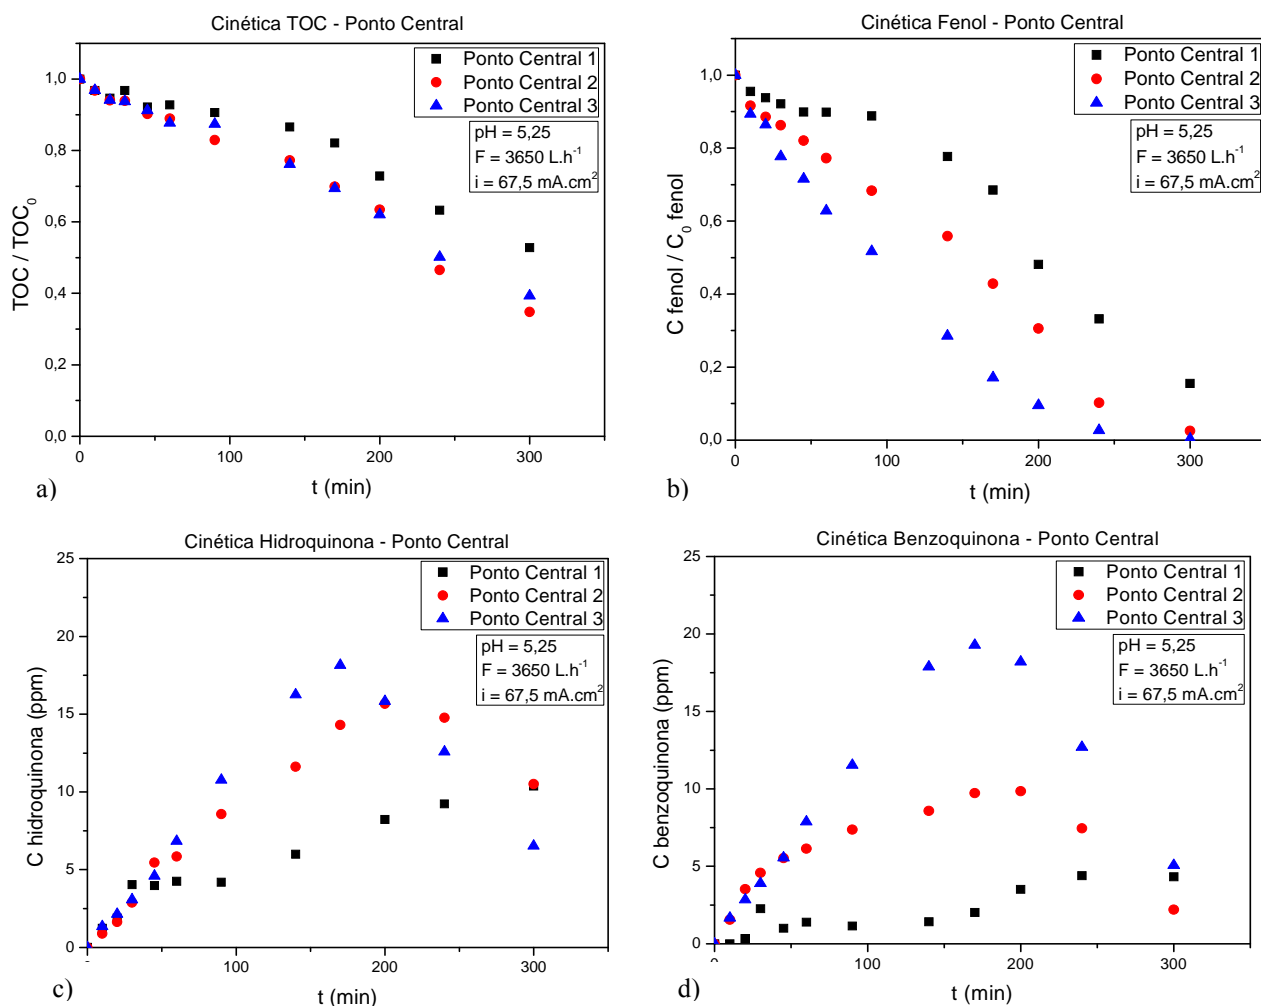 Cinética TOC - Ponto Central
Ponto Central 1
Ponto Central 2
Ponto Central 3
pH = 5,25
F = 3650 L.h⁻¹
i = 67,5 mA.cm²
TOC / TOC₀
1,0
0,8
0,6
0,4
0,2
0,0
0
100
200
300
t (min)
a)
Cinética Fenol - Ponto Central
Ponto Central 1
Ponto Central 2
Ponto Central 3
pH = 5,25
F = 3650 L.h⁻¹
i = 67,5 mA.cm²
C fenol / C₀ fenol
1,0
0,8
0,6
0,4
0,2
0,0
0
100
200
300
t (min)
b)
Cinética Hidroquinona - Ponto Central
Ponto Central 1
Ponto Central 2
Ponto Central 3
pH = 5,25
F = 3650 L.h⁻¹
i = 67,5 mA.cm²
C hidroquinona (ppm)
25
20
15
10
5
0
0
100
200
300
t (min)
c)
Cinética Benzoquinona - Ponto Central
Ponto Central 1
Ponto Central 2
Ponto Central 3
pH = 5,25
F = 3650 L.h⁻¹
i = 67,5 mA.cm²
C benzoquinona (ppm)
25
20
15
10
5
0
0
100
200
300
t (min)
d)